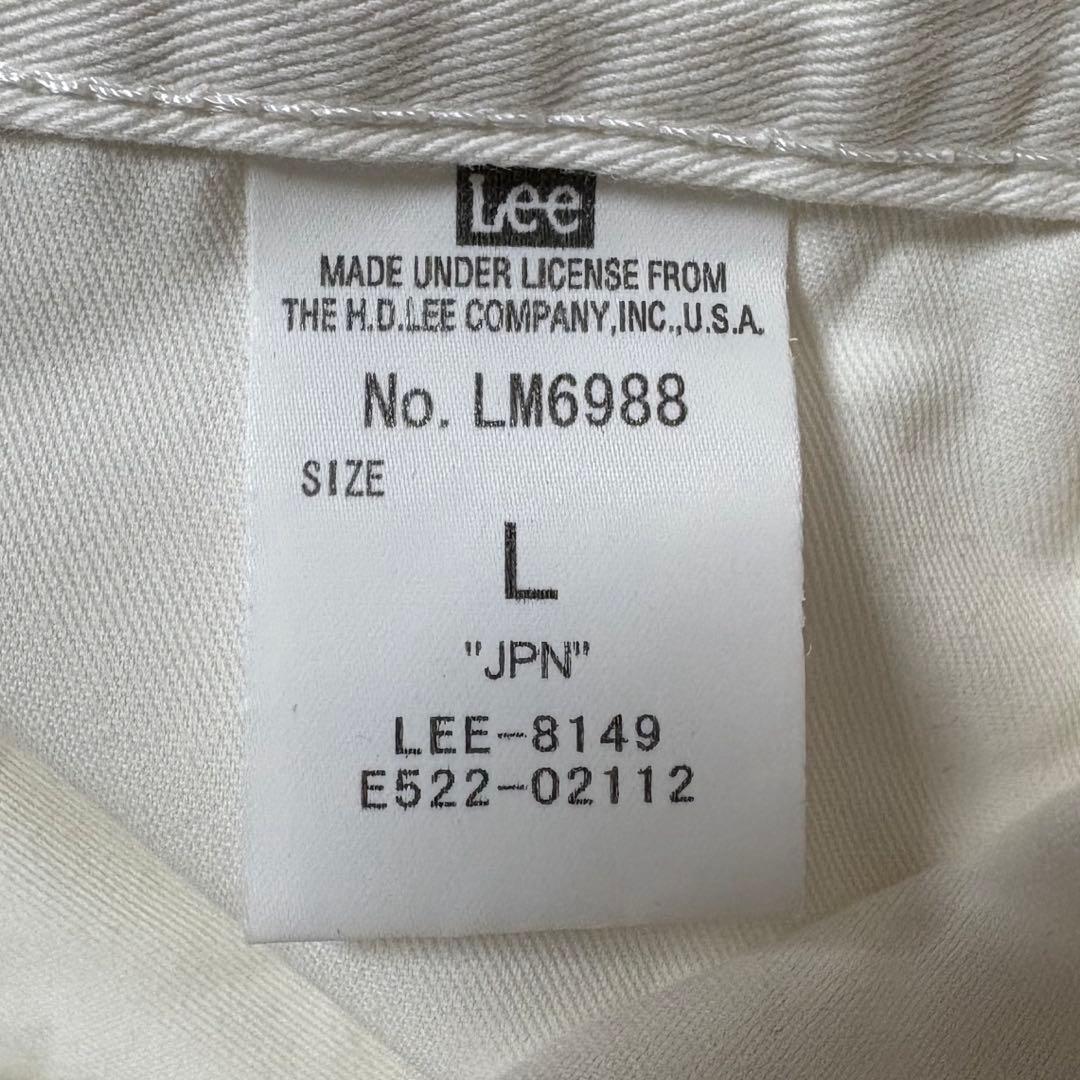 Lee
MADE UNDER LICENSE FROM
THE H.D.LEE COMPANY,INC.,U.S.A.
No. LM6988
SIZE
L
"JPN"
LEE-8149
E522-02112